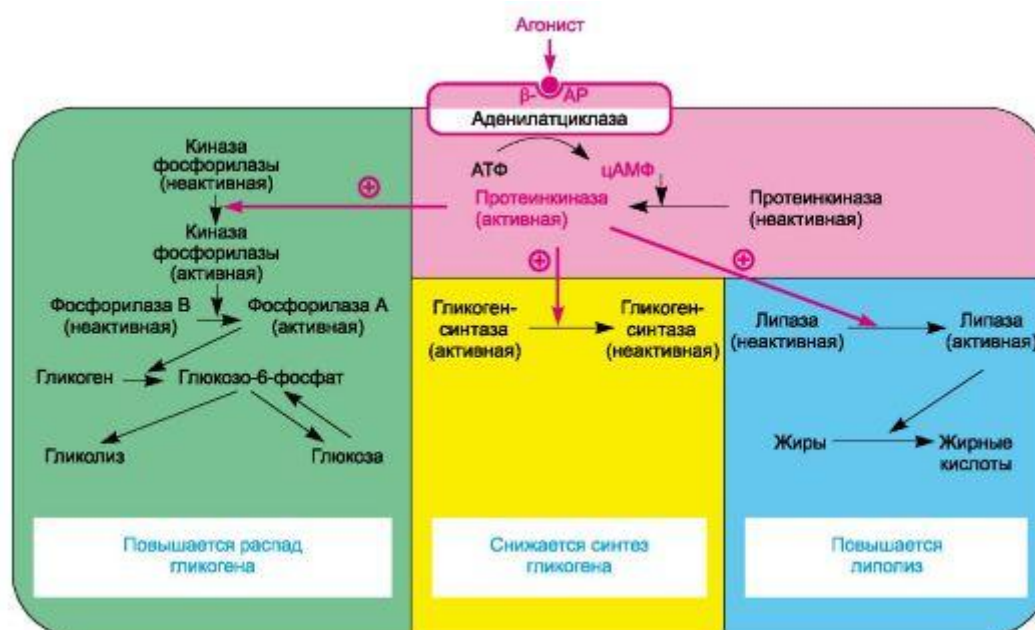 Агонист
β- АР
Аденилатциклаза
АТФ
цАМФ
Протеинкиназа
(активная)
Протеинкиназа
(неактивная)
Киназа
фосфорилазы
(неактивная)
Киназа
фосфорилазы
(активная)
Фосфорилаза В
(неактивная)
Фосфорилаза А
(активная)
Гликоген
Глюкозо-6-фосфат
Гликолиз
Глюкоза
Повышается распад
гликогена
Гликоген-
синтаза
(активная)
Гликоген-
синтаза
(неактивная)
Снижается синтез
гликогена
Липаза
(неактивная)
Липаза
(активная)
Жиры
Жирные
кислоты
Повышается
липолиз